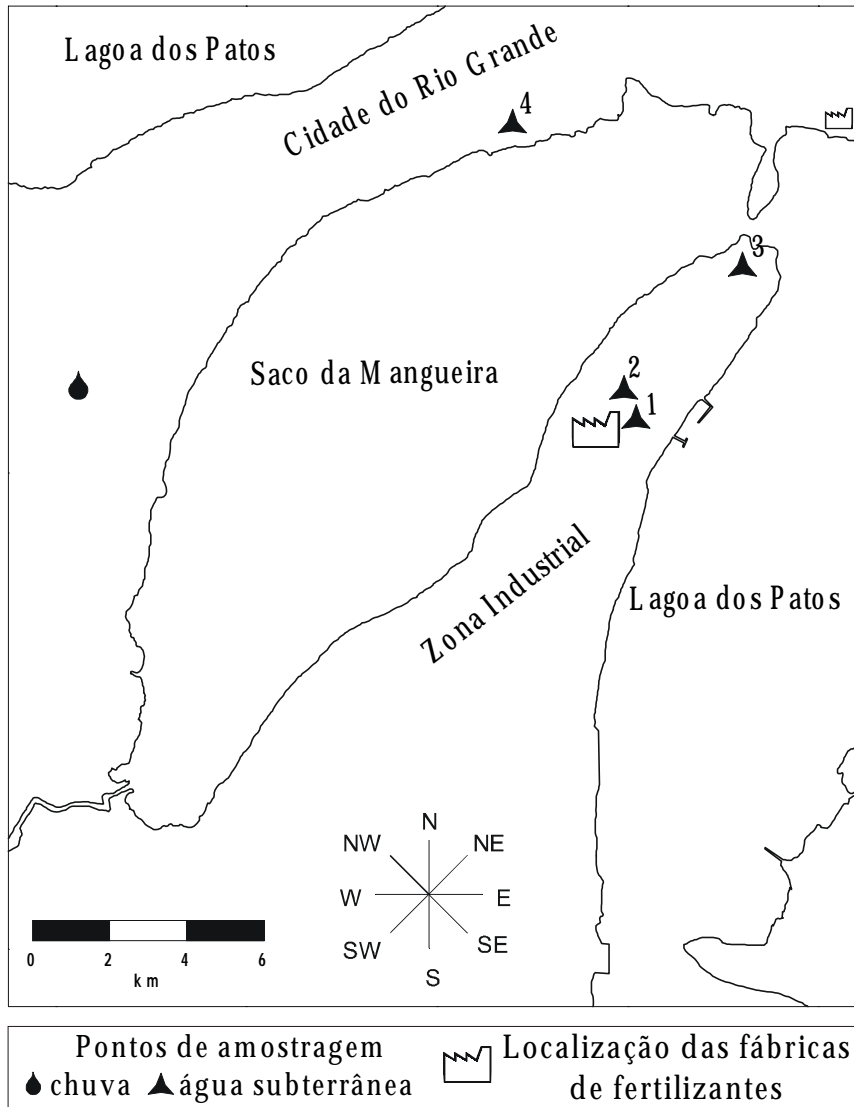 Lagoa dos Patos
Cidade do Rio Grande
4
3
Saco da Mangueira
2
1
Zona Industrial
Lagoa dos Patos
N
NW NE
W E
SW SE
S
0 2 4 6
km
Pontos de amostragem
chuva água subterrânea
Localização das fábricas
de fertilizantes